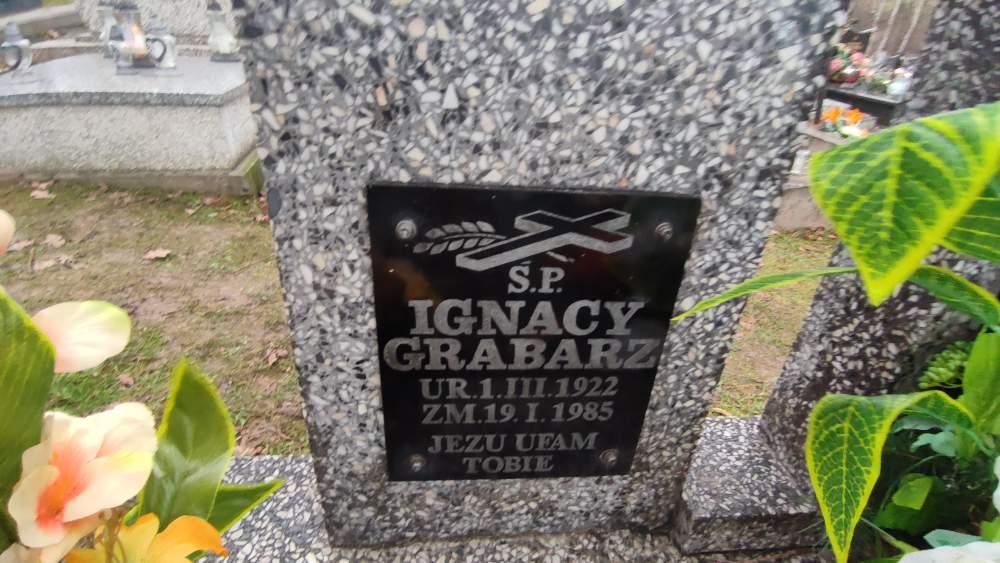 Ś.P.
IGNACY
GRABARZ
UR.1.III.1922
ZM.19.I.1985
JEZU UFAM
TOBIE